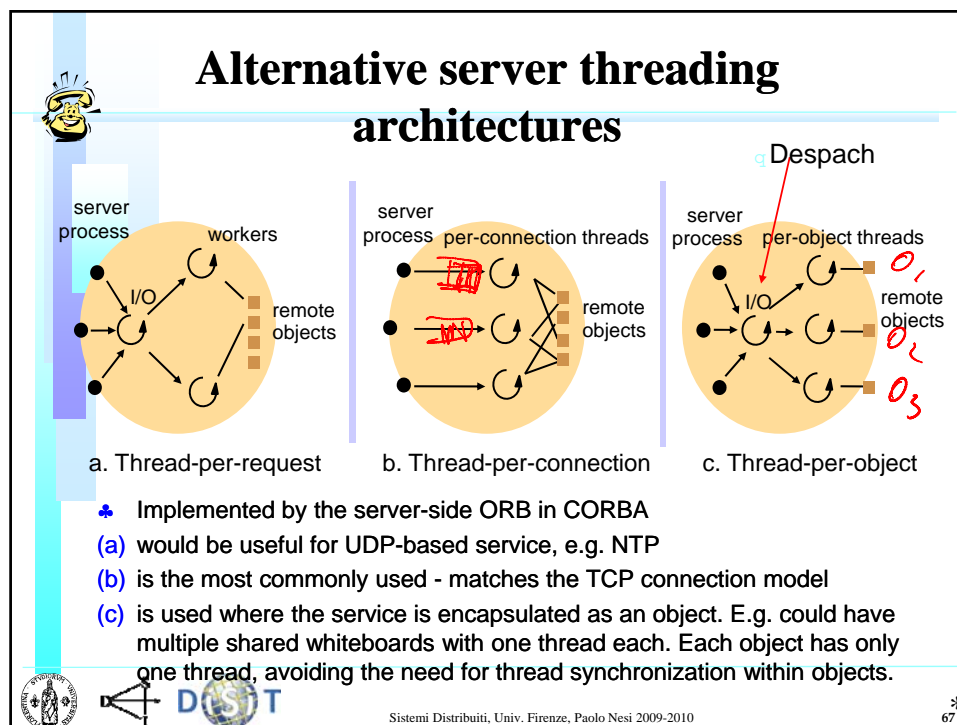 Alternative server threading
architectures
q Despach
server
process
workers
I/O
remote
objects
a. Thread-per-request
server
process
per-connection threads
remote
objects
b. Thread-per-connection
server
process
per-object threads
I/O
remote
objects
O1
O2
O3
c. Thread-per-object
♣ Implemented by the server-side ORB in CORBA
(a) would be useful for UDP-based service, e.g. NTP
(b) is the most commonly used - matches the TCP connection model
(c) is used where the service is encapsulated as an object. E.g. could have
multiple shared whiteboards with one thread each. Each object has only
one thread, avoiding the need for thread synchronization within objects.
DISIT
Sistemi Distribuiti, Univ. Firenze, Paolo Nesi 2009-2010
*
67